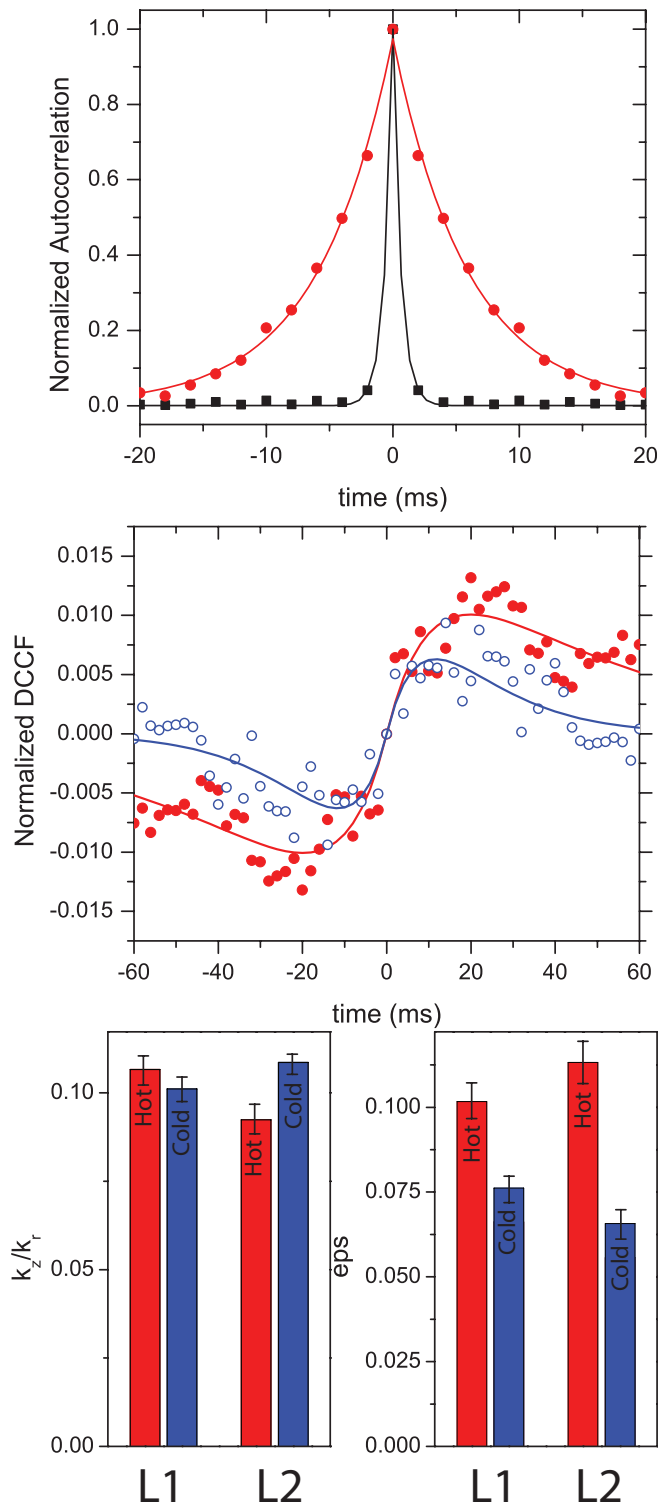 1.0
0.8
0.6
0.4
0.2
0.0
Normalized Autocorrelation
-20 -10 0 10 20
time (ms)
0.015
0.010
0.005
0.000
-0.005
-0.010
-0.015
Normalized DCCF
-60 -40 -20 0 20 40 60
time (ms)
0.10
0.05
0.00
k_z/k_r
Hot
Cold
Hot
Cold
L1 L2
0.100
0.075
0.050
0.025
0.000
eps
Hot
Cold
Hot
Cold
L1 L2